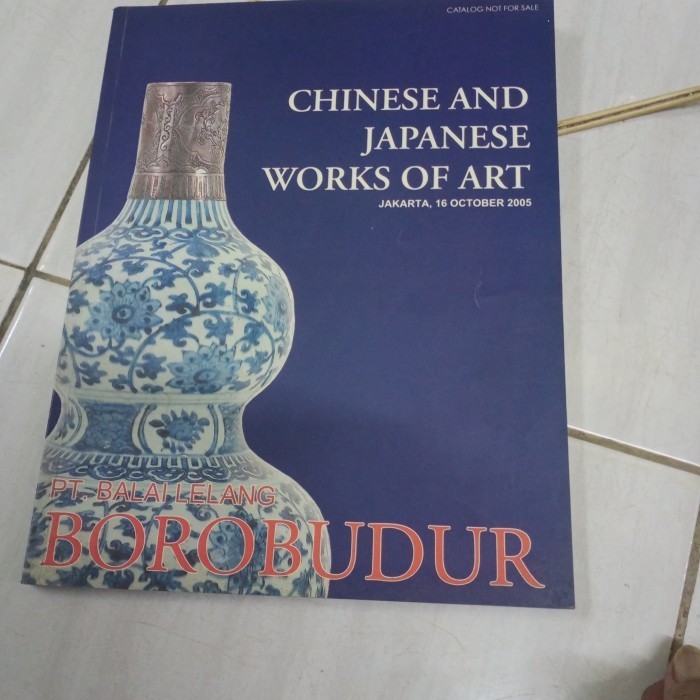 CATALOG NOT FOR SALE
CHINESE AND
JAPANESE
WORKS OF ART
JAKARTA, 16 OCTOBER 2005
PT. BALAI LELANG
BOROBUDUR